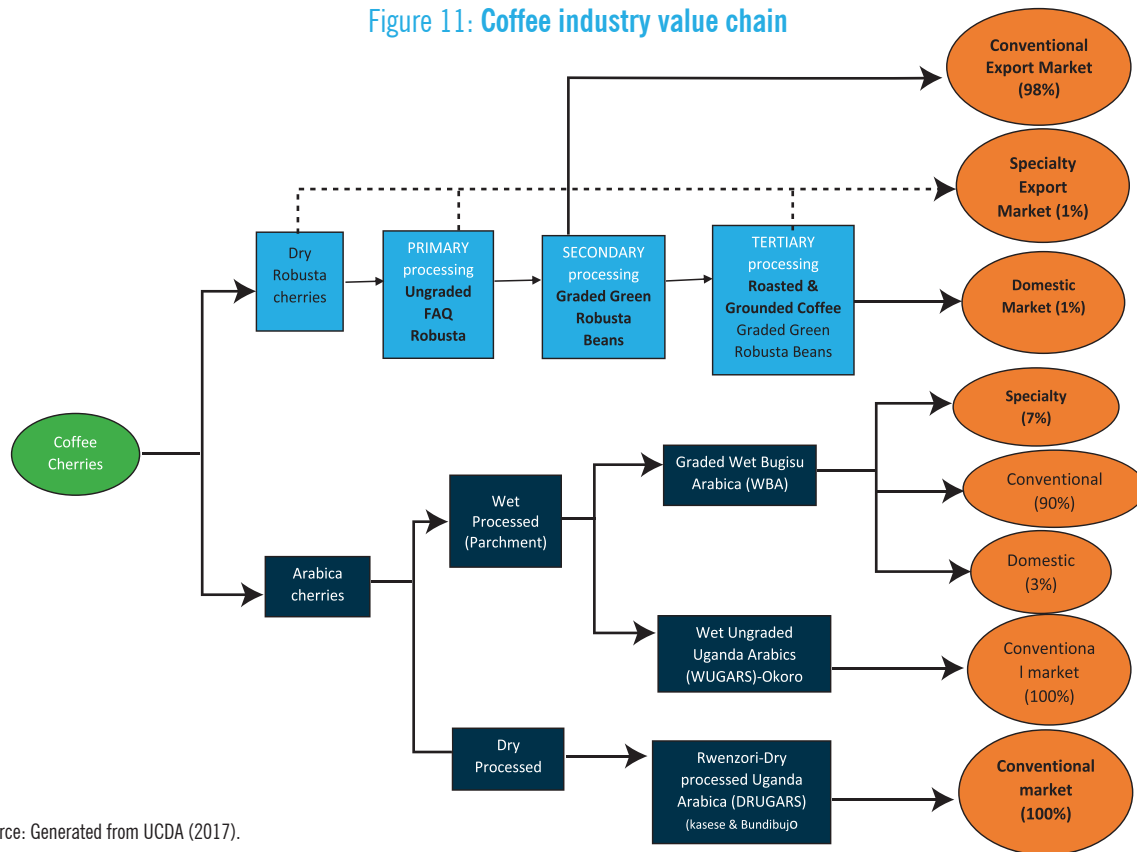 Figure 11: Coffee industry value chain
Conventional
Export Market
(98%)
Specialty
Export
Market (1%)
Dry
Robusta
cherries
PRIMARY
processing
Ungraded
FAQ
Robusta
SECONDARY
processing
Graded Green
Robusta
Beans
TERTIARY
processing
Roasted &
Grounded Coffee
Graded Green
Robusta Beans
Domestic
Market (1%)
Specialty
(7%)
Coffee
Cherries
Graded Wet Bugisu
Arabica (WBA)
Conventional
(90%)
Wet
Processed
(Parchment)
Domestic
(3%)
Arabica
cherries
Wet Ungraded
Uganda Arabics
(WUGARS)-Okoro
Conventiona
l market
(100%)
Dry
Processed
Rwenzori-Dry
processed Uganda
Arabica (DRUGARS)
(kasese & BundibujO
Conventional
market
(100%)
rce: Generated from UCDA (2017).